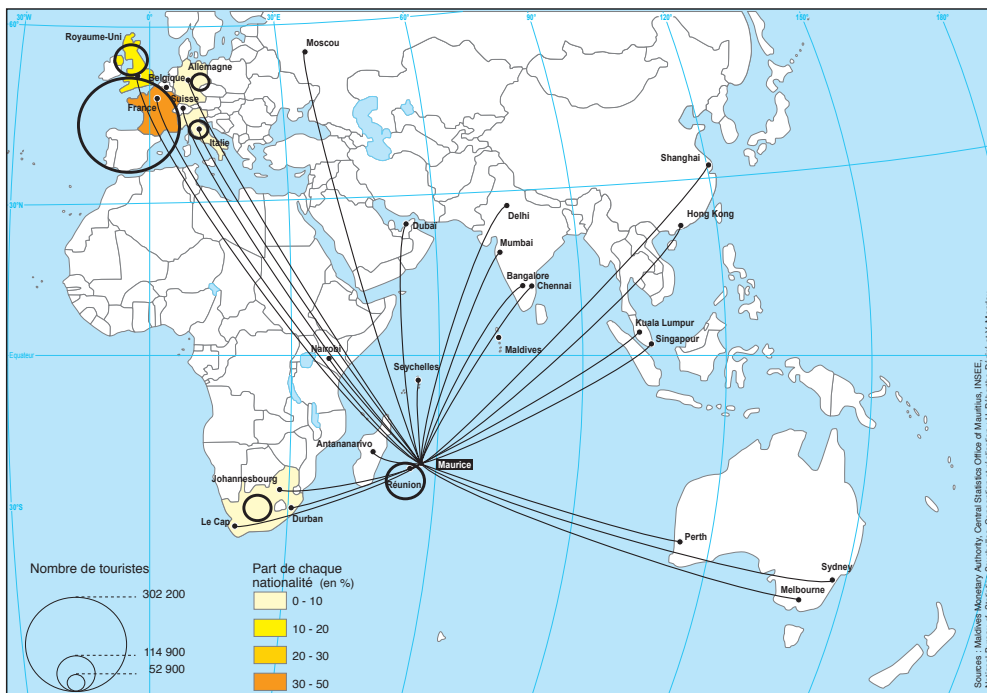 30°W
0°
30°E
60°E
90°E
120°E
150°E
180°
60°
Royaume-Uni
Moscou
Allemagne
Belgique
Suisse
France
Italie
Shanghai
30°N
Delhi
Hong Kong
Dubaï
Mumbai
Bangalore
Chennai
Kuala Lumpur
Maldives
Singapour
Equateur
Nairobi
Seychelles
Antananarivo
Maurice
Johannesbourg
Réunion
30°S
Durban
Le Cap
Perth
Sydney
Melbourne
Nombre de touristes
302 200
114 900
52 900
Part de chaque
nationalité (en %)
0 - 10
10 - 20
20 - 30
30 - 50
Sources : Maldives Monetary Authority, Central Statistics Office of Mauritius, INSEE,